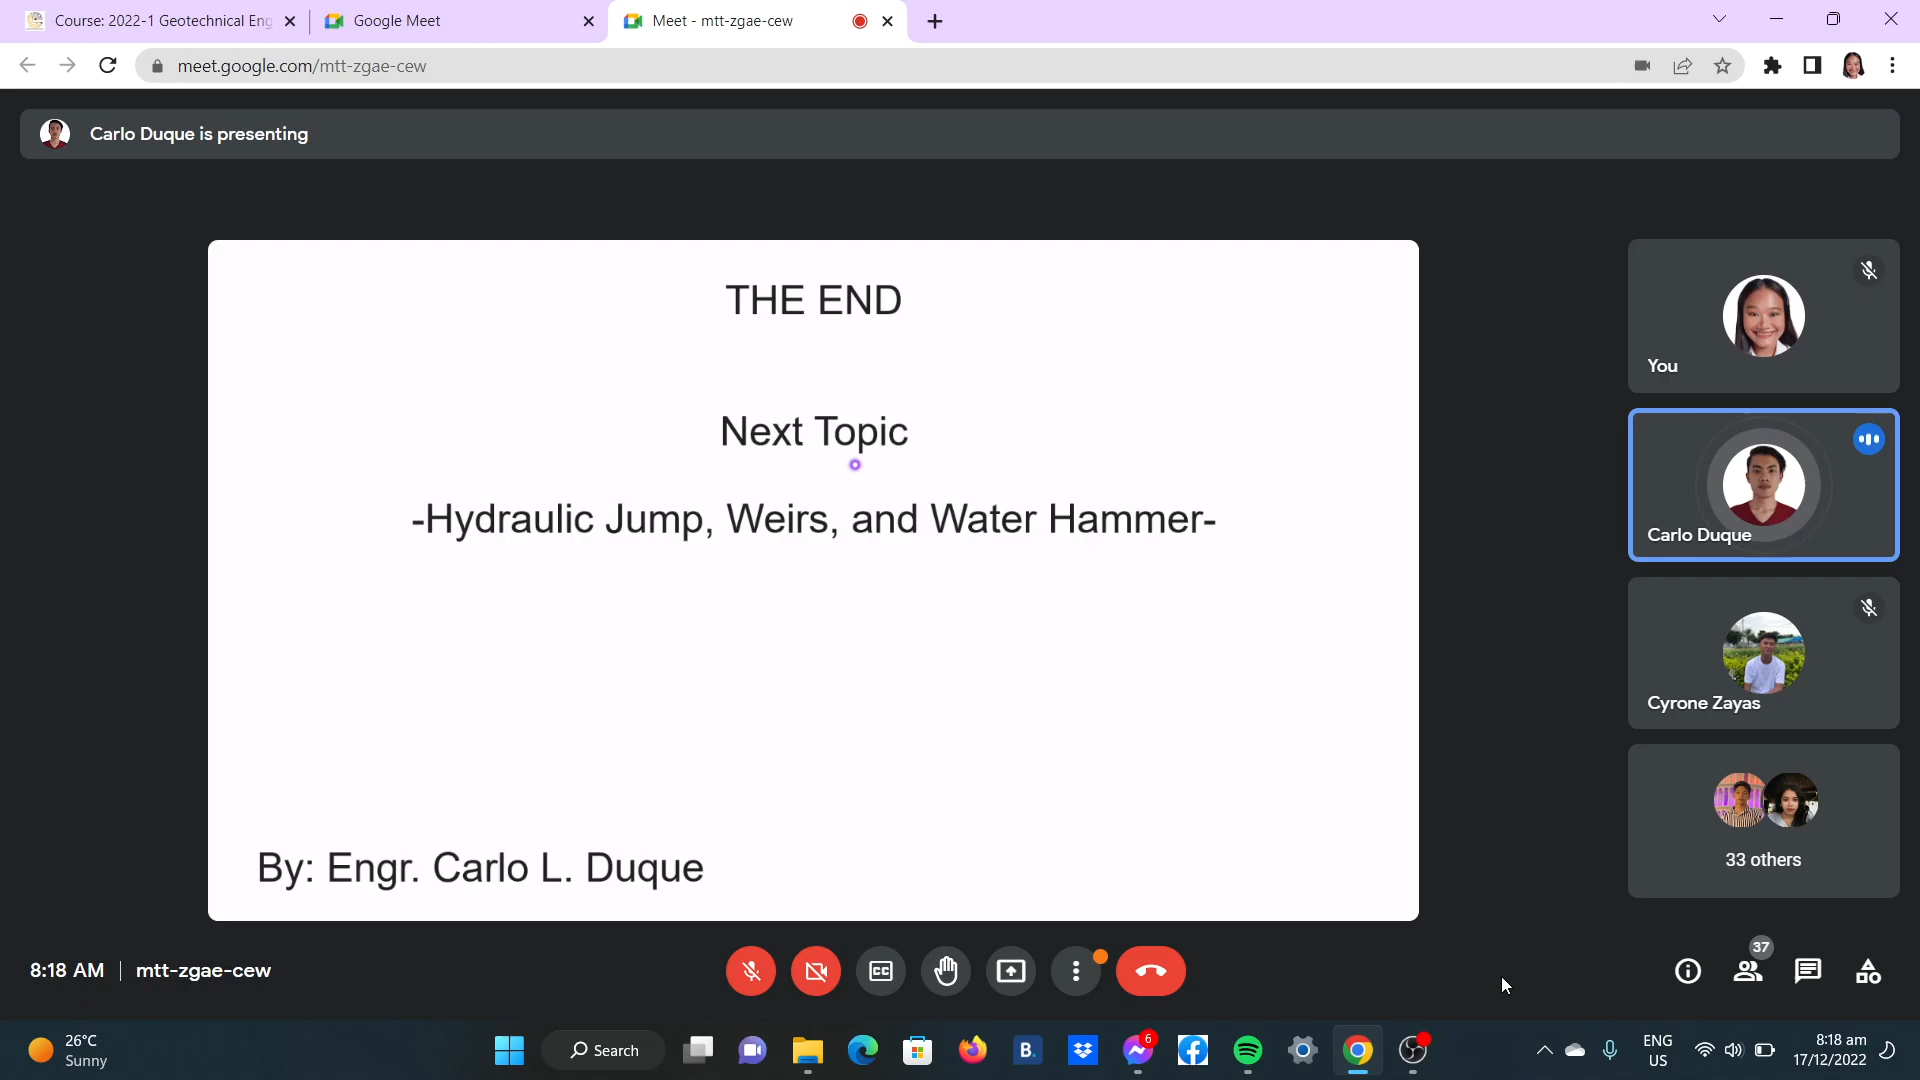 Course: 2022-1 Geotechnical Eng
Google Meet
Meet - mtt-zgae-cew
meet.google.com/mtt-zgae-cew
Carlo Duque is presenting
THE END
Next Topic
-Hydraulic Jump, Weirs, and Water Hammer-
By: Engr. Carlo L. Duque
You
Carlo Duque
Cyrone Zayas
33 others
8:18 AM
mtt-zgae-cew
CC
37
26°C
Sunny
Search
B.
6
ENG
US
8:18 am
17/12/2022